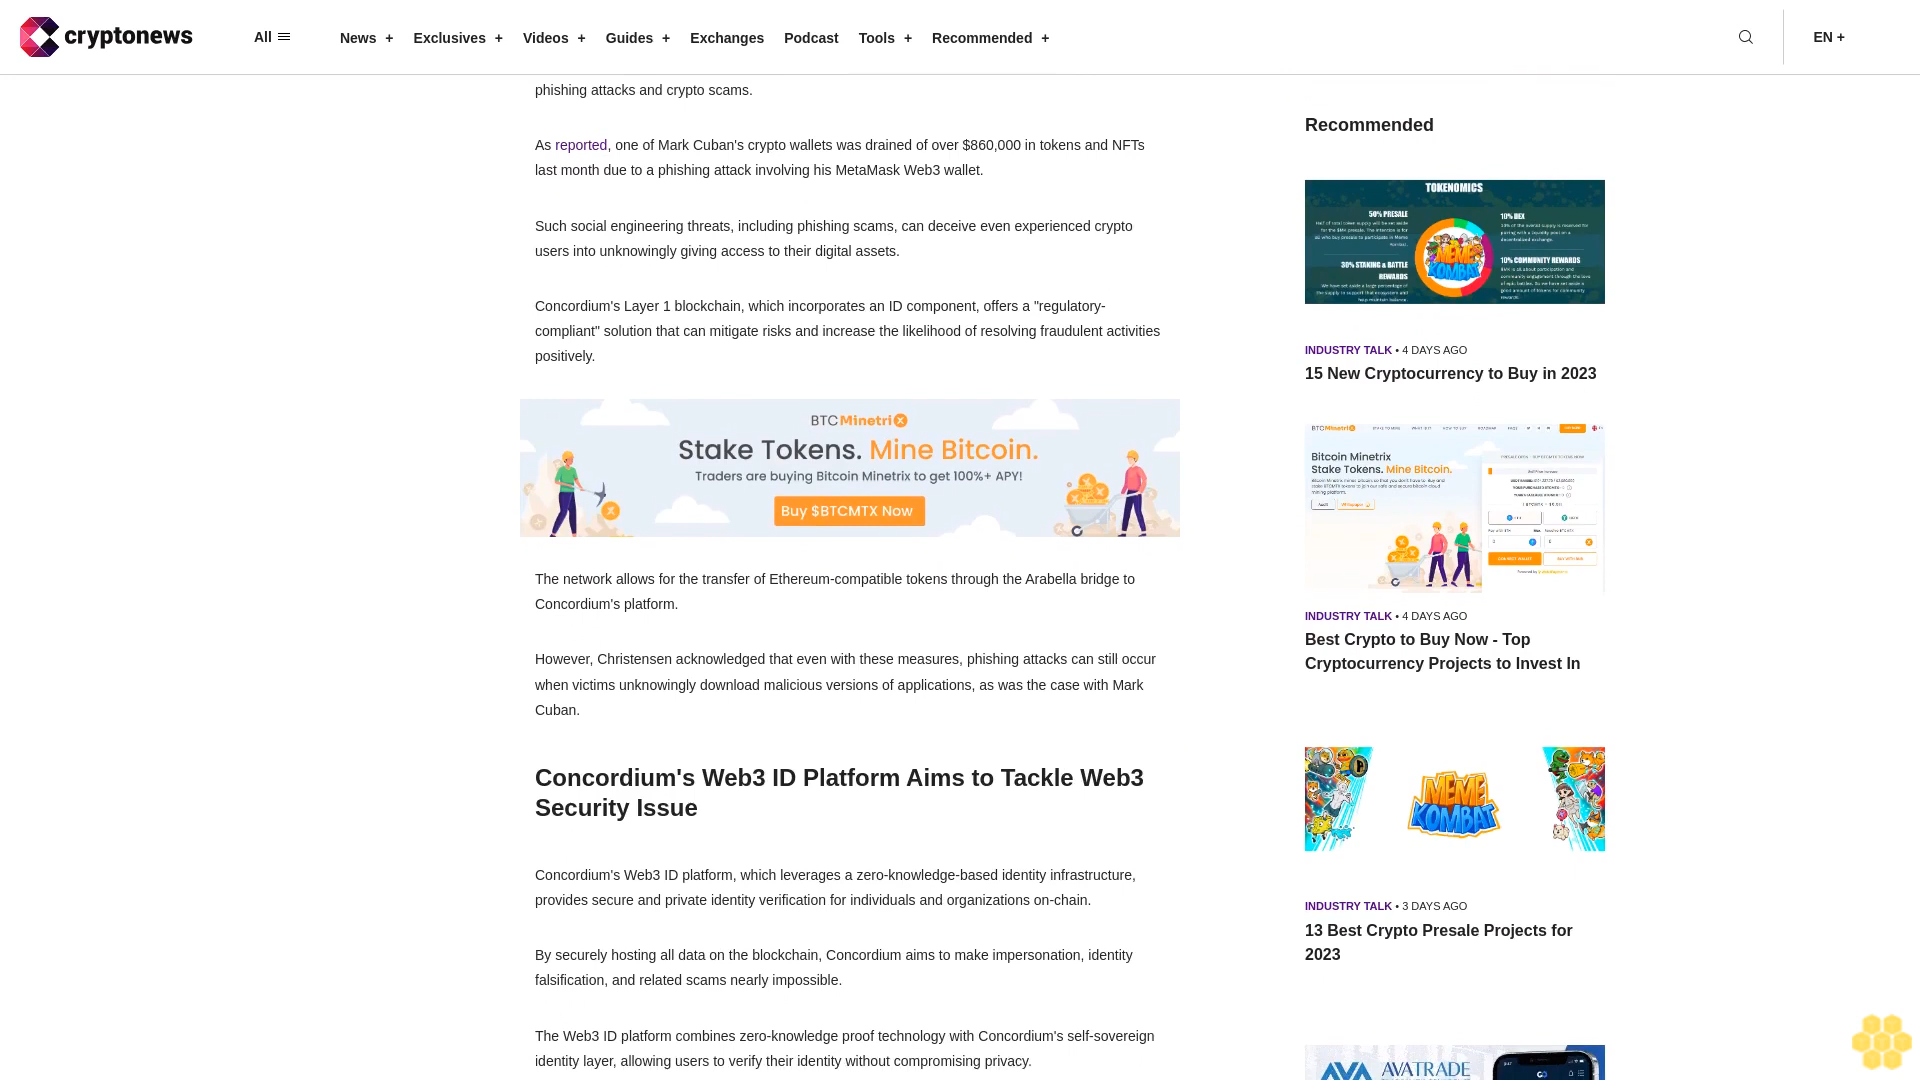 cryptonews
All
News +
Exclusives +
Videos +
Guides +
Exchanges
Podcast
Tools +
Recommended +
EN +
phishing attacks and crypto scams.
As reported, one of Mark Cuban's crypto wallets was drained of over $860,000 in tokens and NFTs
last month due to a phishing attack involving his MetaMask Web3 wallet.
Such social engineering threats, including phishing scams, can deceive even experienced crypto
users into unknowingly giving access to their digital assets.
Concordium's Layer 1 blockchain, which incorporates an ID component, offers a "regulatory-
compliant" solution that can mitigate risks and increase the likelihood of resolving fraudulent activities
positively.
BTCMinetrix
Stake Tokens. Mine Bitcoin.
Traders are buying Bitcoin Minetrix to get 100%+ APY!
Buy $BTCMTX Now
The network allows for the transfer of Ethereum-compatible tokens through the Arabella bridge to
Concordium's platform.
However, Christensen acknowledged that even with these measures, phishing attacks can still occur
when victims unknowingly download malicious versions of applications, as was the case with Mark
Cuban.
Concordium's Web3 ID Platform Aims to Tackle Web3
Security Issue
Concordium's Web3 ID platform, which leverages a zero-knowledge-based identity infrastructure,
provides secure and private identity verification for individuals and organizations on-chain.
By securely hosting all data on the blockchain, Concordium aims to make impersonation, identity
falsification, and related scams nearly impossible.
The Web3 ID platform combines zero-knowledge proof technology with Concordium's self-sovereign
identity layer, allowing users to verify their identity without compromising privacy.
Recommended
TOKENOMICS
50% PRESALE
30% STAKING & BATTLE
REWARDS
10% DEX
10% COMMUNITY REWARDS
MEME
KOMBAT
INDUSTRY TALK • 4 DAYS AGO
15 New Cryptocurrency to Buy in 2023
BTCMinetrix
Bitcoin Minetrix
Stake Tokens. Mine Bitcoin.
INDUSTRY TALK • 4 DAYS AGO
Best Crypto to Buy Now - Top
Cryptocurrency Projects to Invest In
MEME
KOMBAT
INDUSTRY TALK • 3 DAYS AGO
13 Best Crypto Presale Projects for
2023
AVA AVATRADE